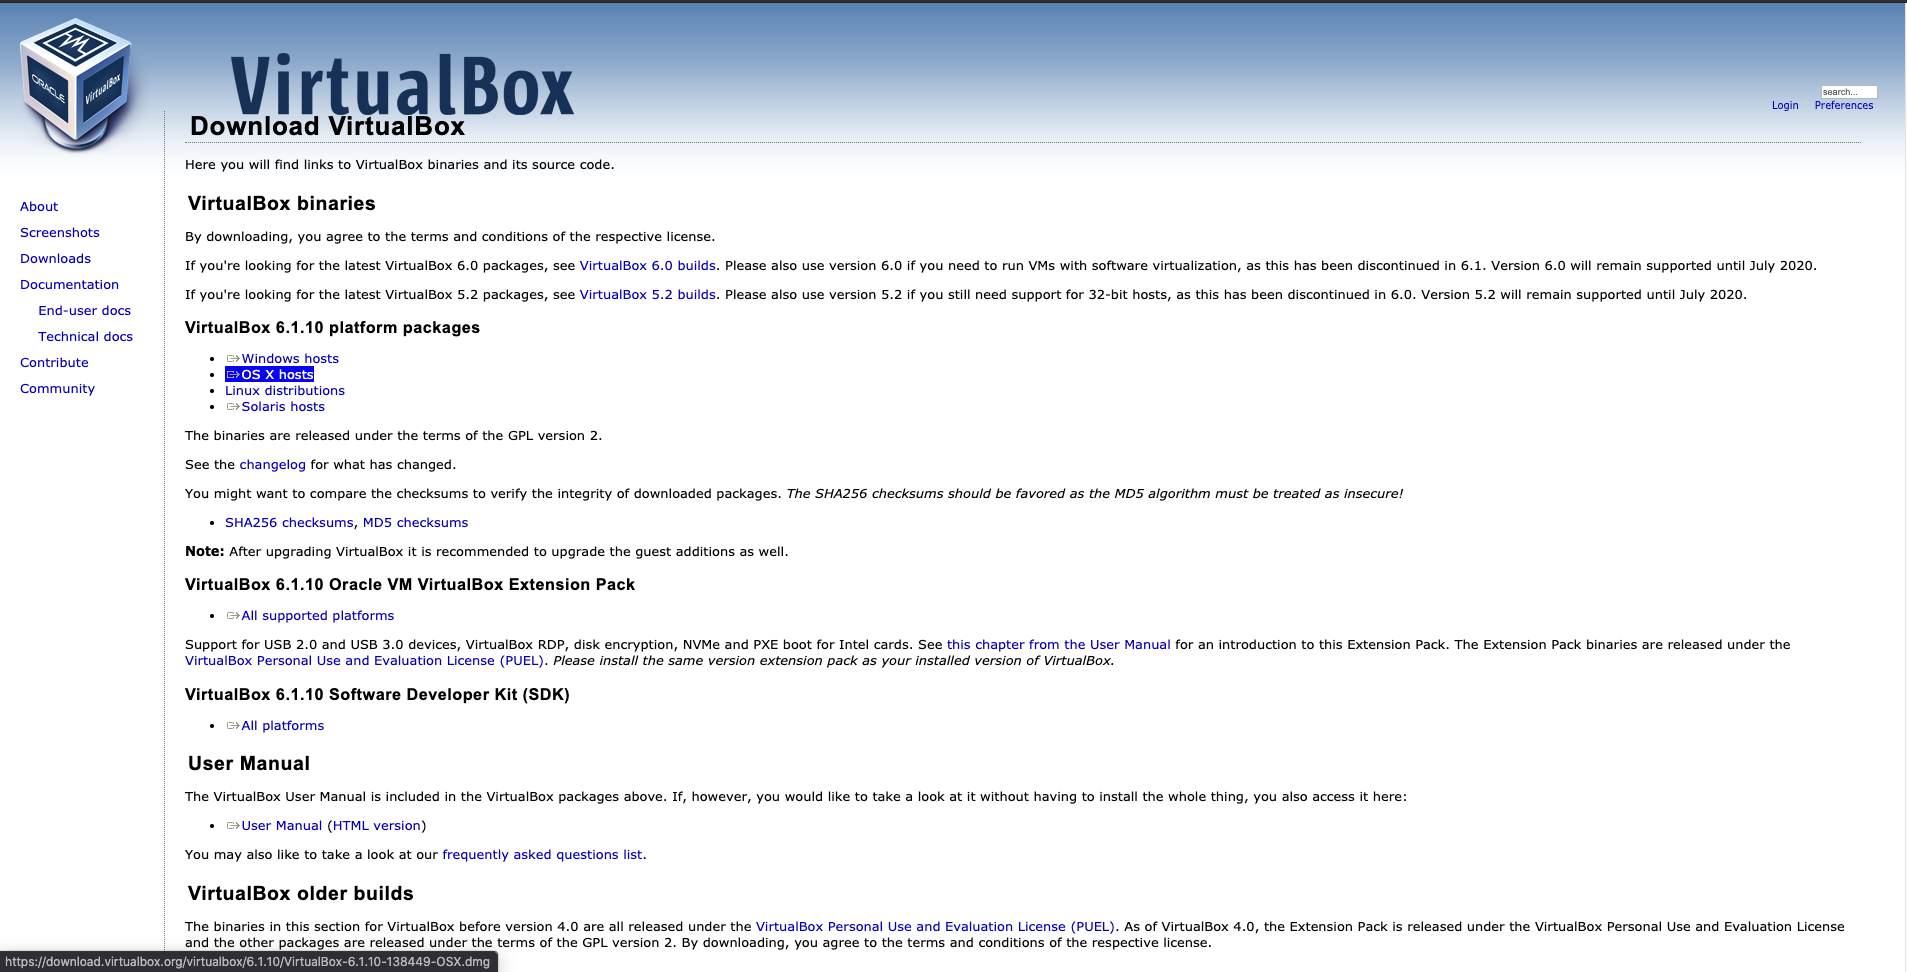 ORACLE
VirtualBox
VirtualBox
search...
Login Preferences
Download VirtualBox
Here you will find links to VirtualBox binaries and its source code.
About
Screenshots
Downloads
Documentation
End-user docs
Technical docs
Contribute
Community
VirtualBox binaries
By downloading, you agree to the terms and conditions of the respective license.
If you're looking for the latest VirtualBox 6.0 packages, see VirtualBox 6.0 builds. Please also use version 6.0 if you need to run VMs with software virtualization, as this has been discontinued in 6.1. Version 6.0 will remain supported until July 2020.
If you're looking for the latest VirtualBox 5.2 packages, see VirtualBox 5.2 builds. Please also use version 5.2 if you still need support for 32-bit hosts, as this has been discontinued in 6.0. Version 5.2 will remain supported until July 2020.
VirtualBox 6.1.10 platform packages
• Windows hosts
• OS X hosts
• Linux distributions
• Solaris hosts
The binaries are released under the terms of the GPL version 2.
See the changelog for what has changed.
You might want to compare the checksums to verify the integrity of downloaded packages. The SHA256 checksums should be favored as the MD5 algorithm must be treated as insecure!
• SHA256 checksums, MD5 checksums
Note: After upgrading VirtualBox it is recommended to upgrade the guest additions as well.
VirtualBox 6.1.10 Oracle VM VirtualBox Extension Pack
• All supported platforms
Support for USB 2.0 and USB 3.0 devices, VirtualBox RDP, disk encryption, NVMe and PXE boot for Intel cards. See this chapter from the User Manual for an introduction to this Extension Pack. The Extension Pack binaries are released under the
VirtualBox Personal Use and Evaluation License (PUEL). Please install the same version extension pack as your installed version of VirtualBox.
VirtualBox 6.1.10 Software Developer Kit (SDK)
• All platforms
User Manual
The VirtualBox User Manual is included in the VirtualBox packages above. If, however, you would like to take a look at it without having to install the whole thing, you also access it here:
• User Manual (HTML version)
You may also like to take a look at our frequently asked questions list.
VirtualBox older builds
The binaries in this section for VirtualBox before version 4.0 are all released under the VirtualBox Personal Use and Evaluation License (PUEL). As of VirtualBox 4.0, the Extension Pack is released under the VirtualBox Personal Use and Evaluation License
and the other packages are released under the terms of the GPL version 2. By downloading, you agree to the terms and conditions of the respective license.
https://download.virtualbox.org/virtualbox/6.1.10/VirtualBox-6.1.10-138449-OSX.dmg